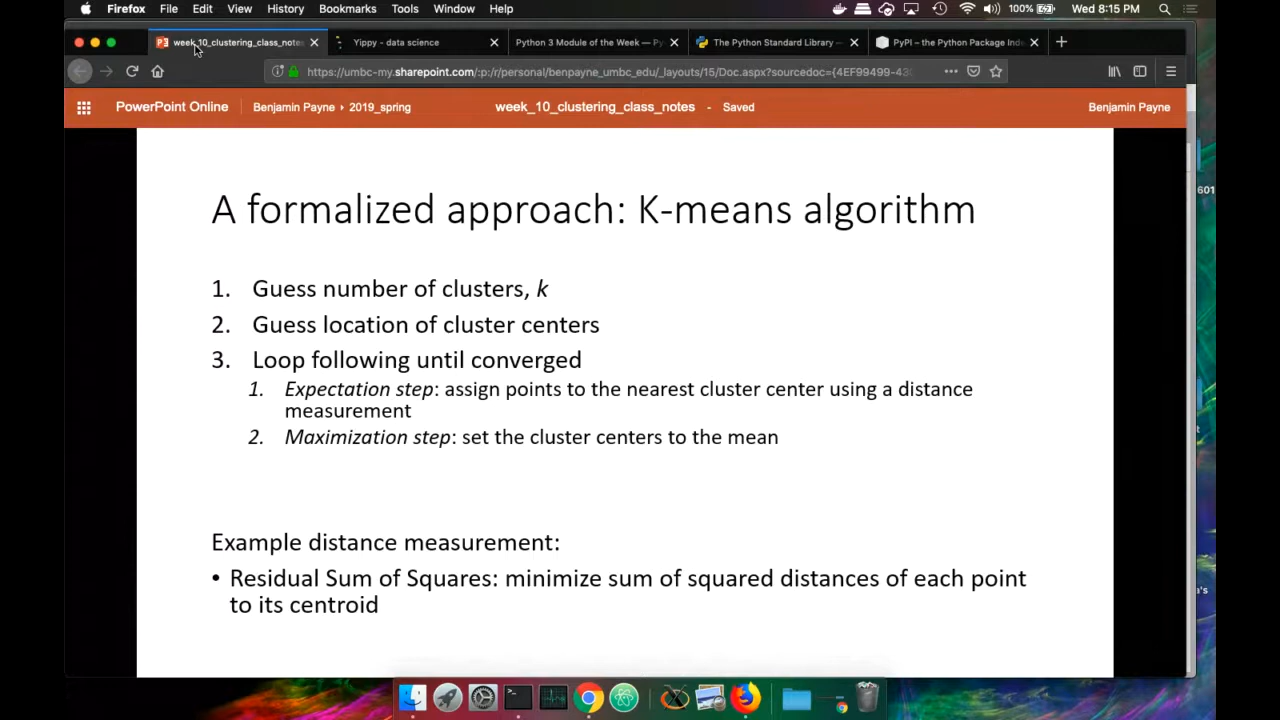 Firefox File Edit View History Bookmarks Tools Window Help 100% Wed 8:15 PM
week_10_clustering_class_notes Yippy - data science Python 3 Module of the Week — Py The Python Standard Library — PyPI – the Python Package Inde
https://umbc-my.sharepoint.com/:p:/r/personal/benpayne_umbc_edu/_layouts/15/Doc.aspx?sourcedoc={4EF99499-43
PowerPoint Online Benjamin Payne 2019_spring week_10_clustering_class_notes - Saved Benjamin Payne
A formalized approach: K-means algorithm
601
1. Guess number of clusters, k
2. Guess location of cluster centers
3. Loop following until converged
1. Expectation step: assign points to the nearest cluster center using a distance
measurement
2. Maximization step: set the cluster centers to the mean
Example distance measurement:
• Residual Sum of Squares: minimize sum of squared distances of each point
to its centroid